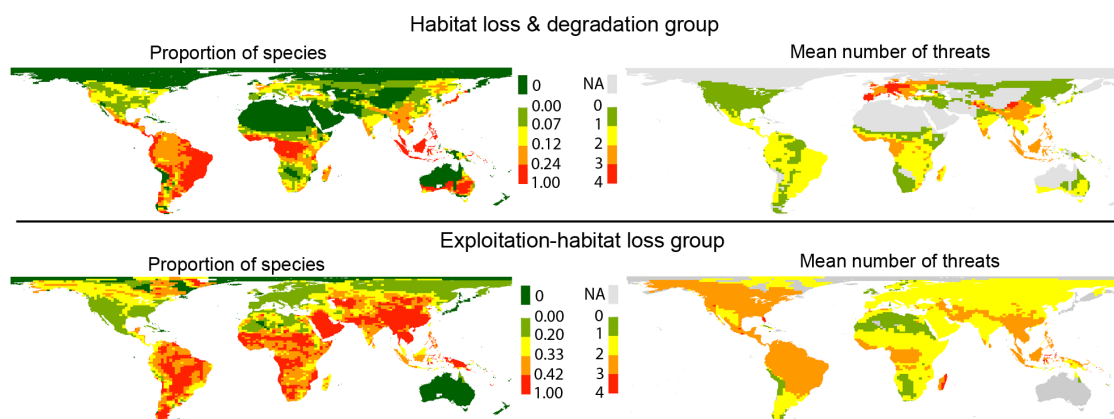 Habitat loss & degradation group
Proportion of species
Mean number of threats
0
0.00
0.07
0.12
0.24
1.00
NA
0
1
2
3
4
Exploitation-habitat loss group
Proportion of species
Mean number of threats
0
0.00
0.20
0.33
0.42
1.00
NA
0
1
2
3
4